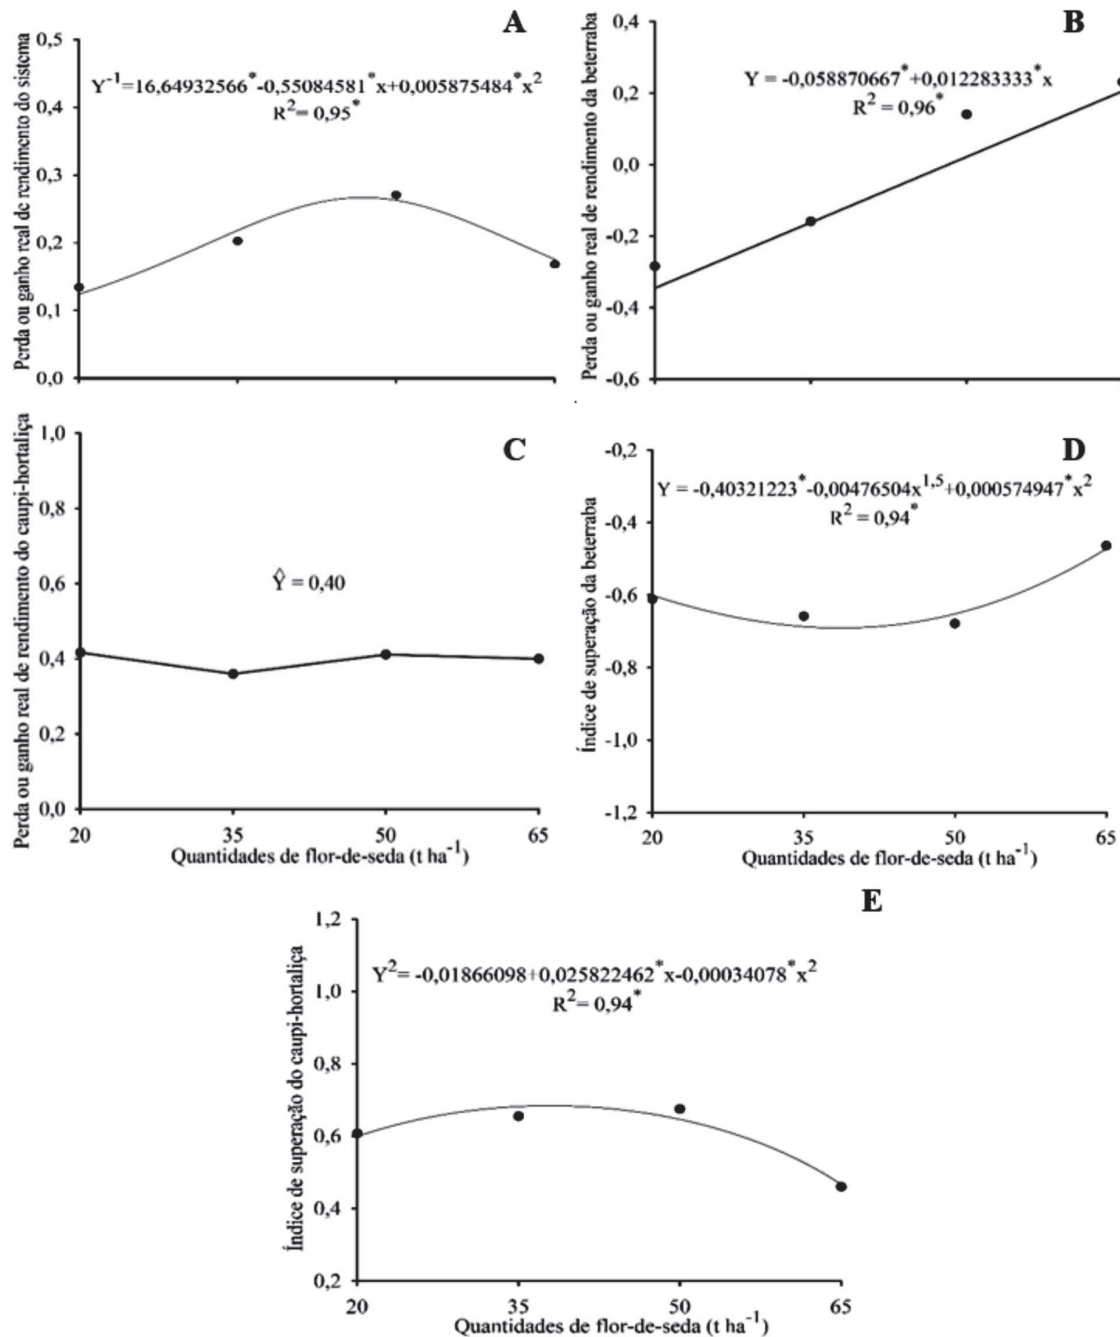 A
Perda ou ganho real de rendimento do sistema
0,5
0,4
0,3
0,2
0,1
0,0
Y⁻¹=16,64932566*-0,55084581*x+0,005875484*x²
R²= 0,95*
B
Perda ou ganho real de rendimento da beterraba
0,4
0,2
0,0
-0,2
-0,4
-0,6
Y = -0,058870667*+0,012283333*x
R² = 0,96*
C
Perda ou ganho real de rendimento do caupi-hortaliça
1,0
0,8
0,6
0,4
0,2
0,0
Ŷ = 0,40
20 35 50 65
Quantidades de flor-de-seda (t ha⁻¹)
D
Índice de superação da beterraba
-0,2
-0,4
-0,6
-0,8
-1,0
-1,2
Y = -0,40321223*-0,00476504x¹,⁵+0,000574947*x²
R² = 0,94*
20 35 50 65
Quantidades de flor-de-seda (t ha⁻¹)
E
Índice de superação do caupi-hortaliça
1,2
1,0
0,8
0,6
0,4
0,2
Y²= -0,01866098+0,025822462*x-0,00034078*x²
R²= 0,94*
20 35 50 65
Quantidades de flor-de-seda (t ha⁻¹)